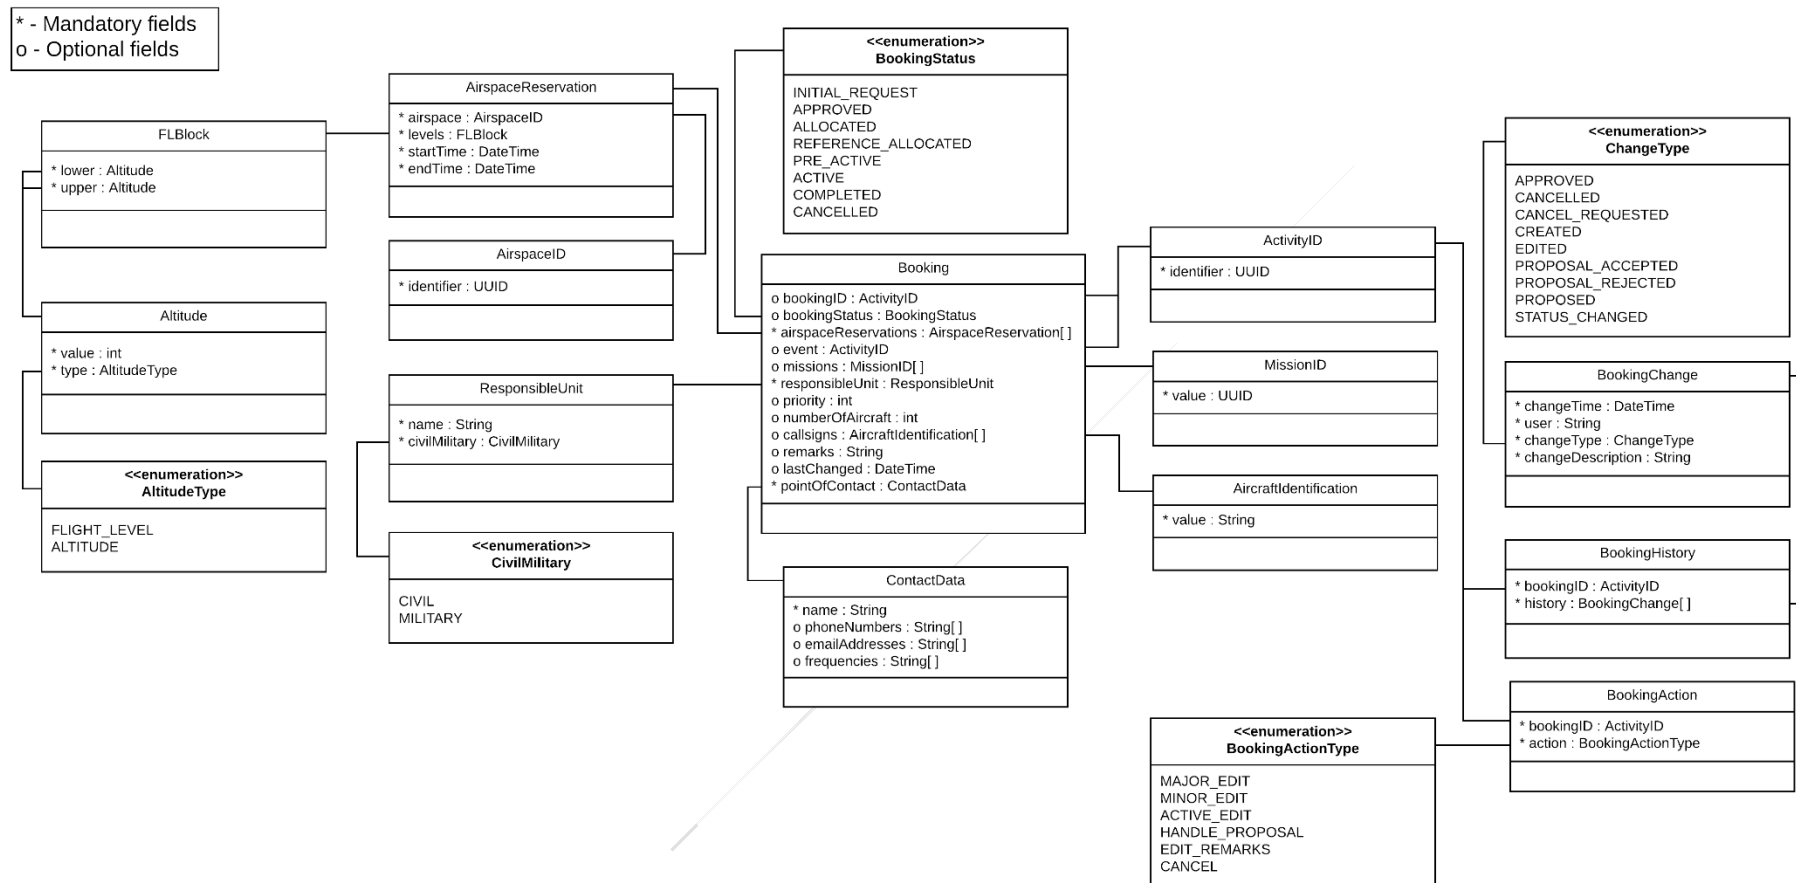 * - Mandatory fields
o - Optional fields
FLBlock
* lower : Altitude
* upper : Altitude
Altitude
* value : int
* type : AltitudeType
<<enumeration>>
AltitudeType
FLIGHT_LEVEL
ALTITUDE
AirspaceReservation
* airspace : AirspaceID
* levels : FLBlock
* startTime : DateTime
* endTime : DateTime
AirspaceID
* identifier : UUID
ResponsibleUnit
* name : String
* civilMilitary : CivilMilitary
<<enumeration>>
CivilMilitary
CIVIL
MILITARY
<<enumeration>>
BookingStatus
INITIAL_REQUEST
APPROVED
ALLOCATED
REFERENCE_ALLOCATED
PRE_ACTIVE
ACTIVE
COMPLETED
CANCELLED
Booking
o bookingID : ActivityID
o bookingStatus : BookingStatus
* airspaceReservations : AirspaceReservation[ ]
o event : ActivityID
o missions : MissionID[ ]
* responsibleUnit : ResponsibleUnit
o priority : int
o numberOfAircraft : int
o callsigns : AircraftIdentification[ ]
o remarks : String
o lastChanged : DateTime
* pointOfContact : ContactData
ContactData
* name : String
o phoneNumbers : String[ ]
o emailAddresses : String[ ]
o frequencies : String[ ]
ActivityID
* identifier : UUID
MissionID
* value : UUID
AircraftIdentification
* value : String
<<enumeration>>
BookingActionType
MAJOR_EDIT
MINOR_EDIT
ACTIVE_EDIT
HANDLE_PROPOSAL
EDIT_REMARKS
CANCEL
<<enumeration>>
ChangeType
APPROVED
CANCELLED
CANCEL_REQUESTED
CREATED
EDITED
PROPOSAL_ACCEPTED
PROPOSAL_REJECTED
PROPOSED
STATUS_CHANGED
BookingChange
* changeTime : DateTime
* user : String
* changeType : ChangeType
* changeDescription : String
BookingHistory
* bookingID : ActivityID
* history : BookingChange[ ]
BookingAction
* bookingID : ActivityID
* action : BookingActionType